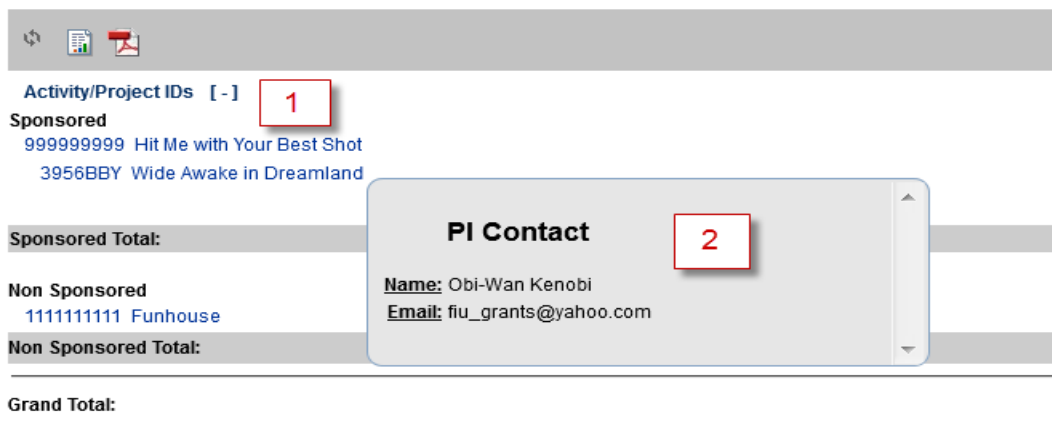 Activity/Project IDs [ - ]
1
Sponsored
999999999 Hit Me with Your Best Shot
3956BBY Wide Awake in Dreamland
PI Contact
2
Sponsored Total:
Name: Obi-Wan Kenobi
Non Sponsored
Email: fiu_grants@yahoo.com
1111111111 Funhouse
Non Sponsored Total:
Grand Total: